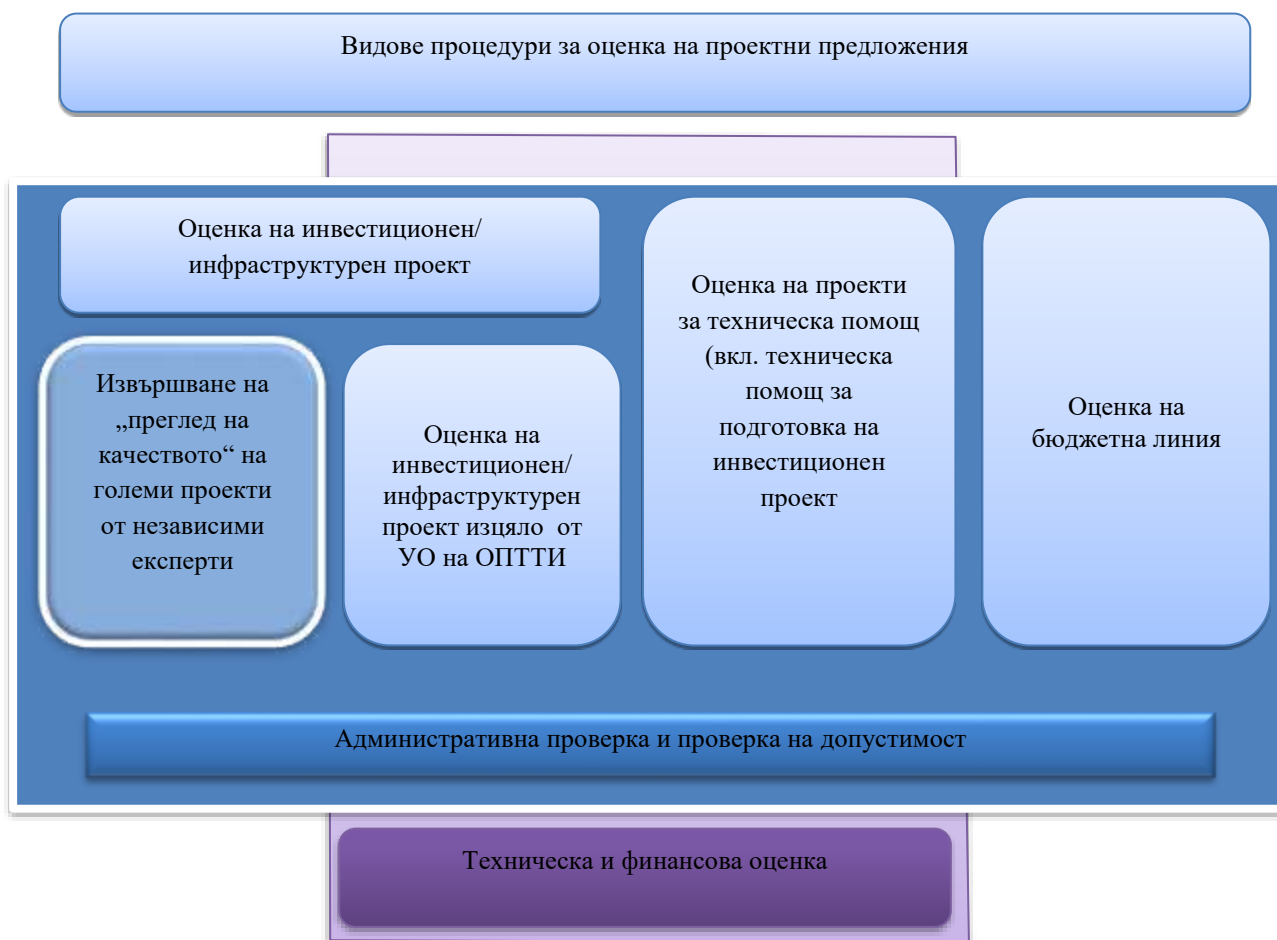 Видове процедури за оценка на проектни предложения
Оценка на инвестиционен/
инфраструктурен проект
Извършване на
„преглед на
качеството“ на
големи проекти
от независими
експерти
Оценка на
инвестиционен/
инфраструктурен
проект изцяло от
УО на ОПТТИ
Оценка на проекти
за техническа помощ
(вкл. техническа
помощ за
подготовка на
инвестиционен
проект
Оценка на
бюджетна линия
Административна проверка и проверка на допустимост
Техническа и финансова оценка